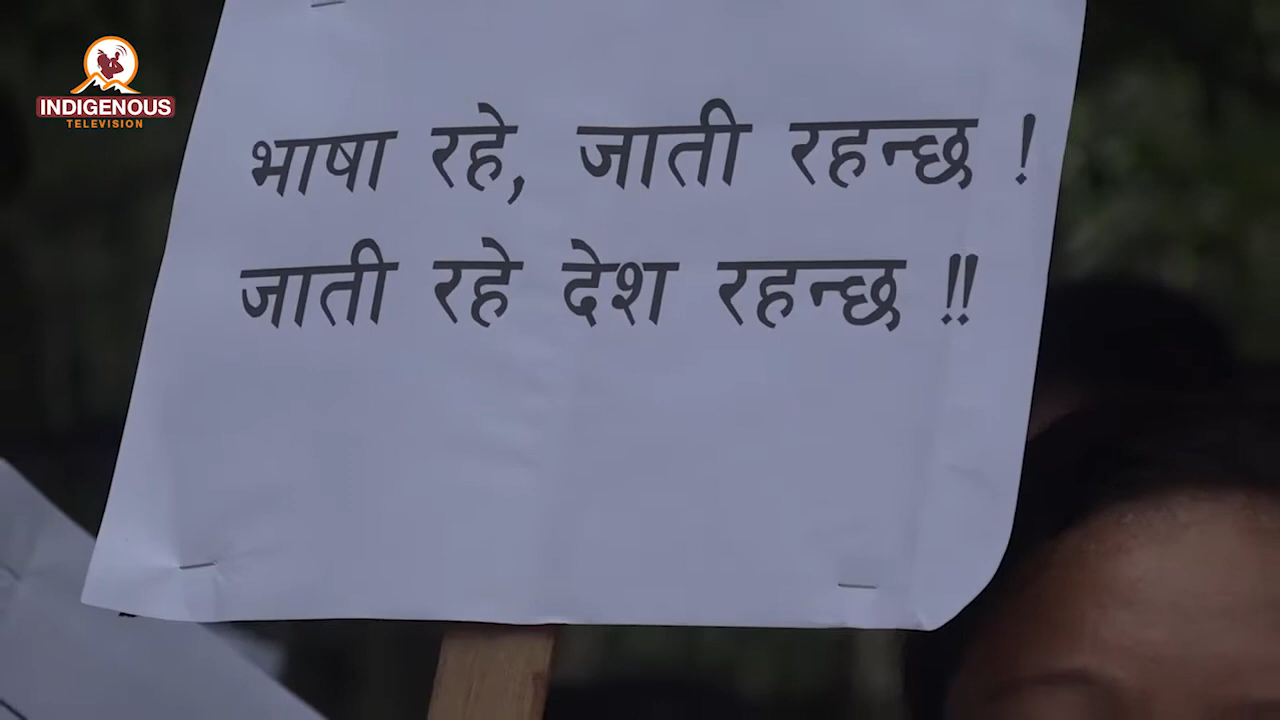 INDIGENOUS
TELEVISION
भाषा रहे, जाती रहन्छ !
जाती रहे देश रहन्छ !!